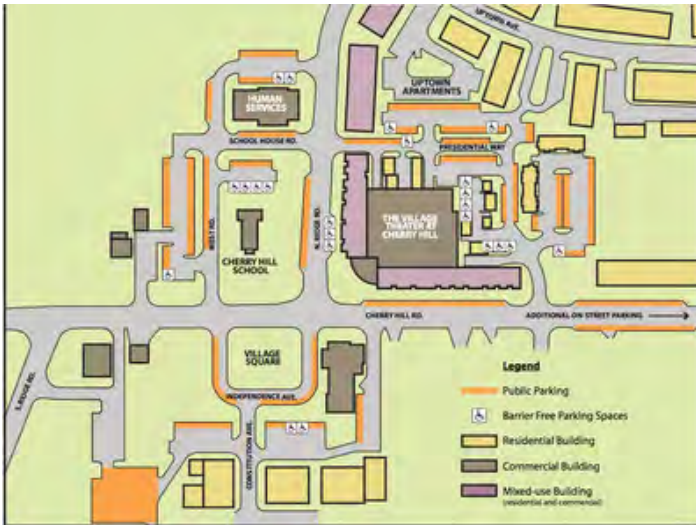 UPTOWN AVE.
UPTOWN
APARTMENTS
HUMAN
SERVICES
SCHOOL HOUSE RD.
PRESIDENTIAL WAY
WEST RD.
N. RIDGE RD.
THE VILLAGE
THEATER AT
CHERRY HILL
CHERRY HILL
SCHOOL
CHERRY HILL RD.
ADDITIONAL ON STREET PARKING
VILLAGE
SQUARE
S. RIDGE RD.
INDEPENDENCE AVE.
CONSTITUTION AVE.
Legend
Public Parking
Barrier Free Parking Spaces
Residential Building
Commercial Building
Mixed-use Building
(residential and commercial)